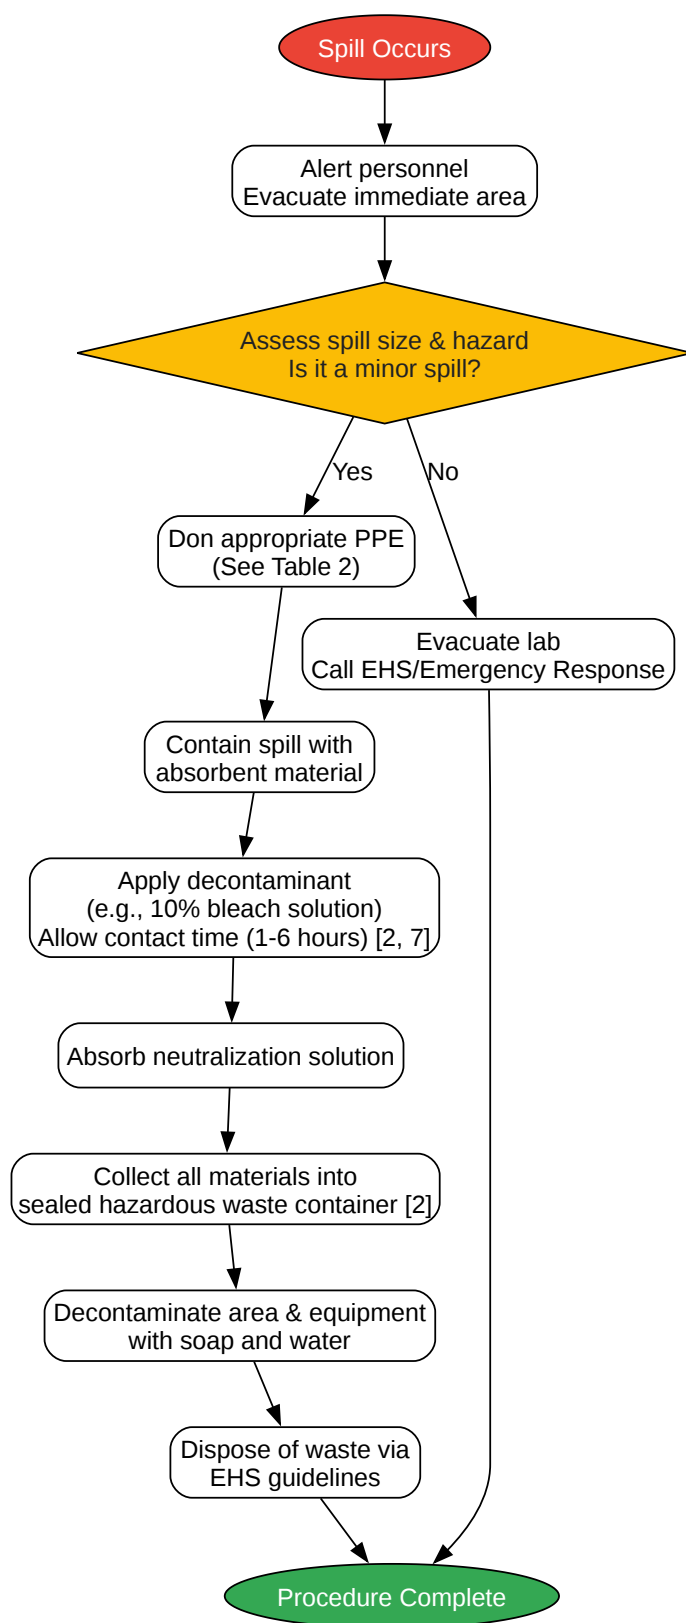 Spill Occurs
Alert personnel
Evacuate immediate area
Assess spill size & hazard
Is it a minor spill?
Yes
No
Don appropriate PPE
(See Table 2)
Evacuate lab
Call EHS/Emergency Response
Contain spill with
absorbent material
Apply decontaminant
(e.g., 10% bleach solution)
Allow contact time (1-6 hours) [2, 7]
Absorb neutralization solution
Collect all materials into
sealed hazardous waste container [2]
Decontaminate area & equipment
with soap and water
Dispose of waste via
EHS guidelines
Procedure Complete